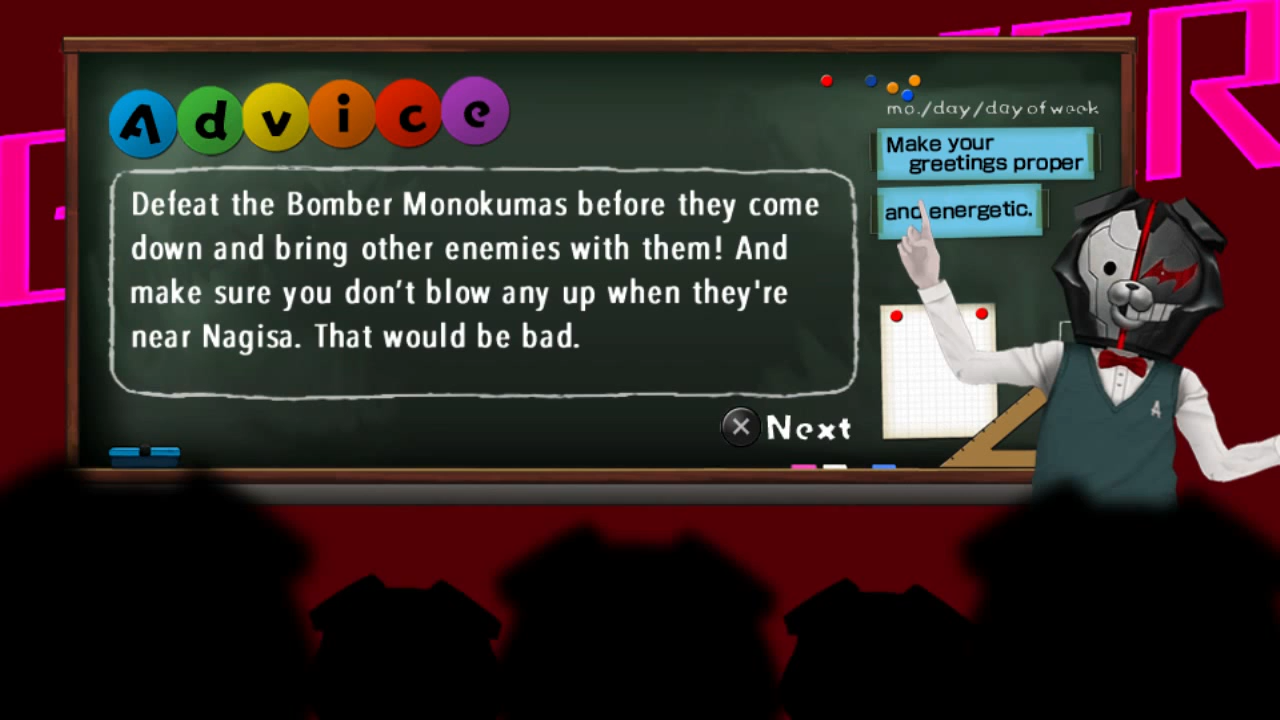 Advice
mo./day/day of week
Make your
greetings proper
and energetic.
Defeat the Bomber Monokumas before they come
down and bring other enemies with them! And
make sure you don't blow any up when they're
near Nagisa. That would be bad.
Next
A